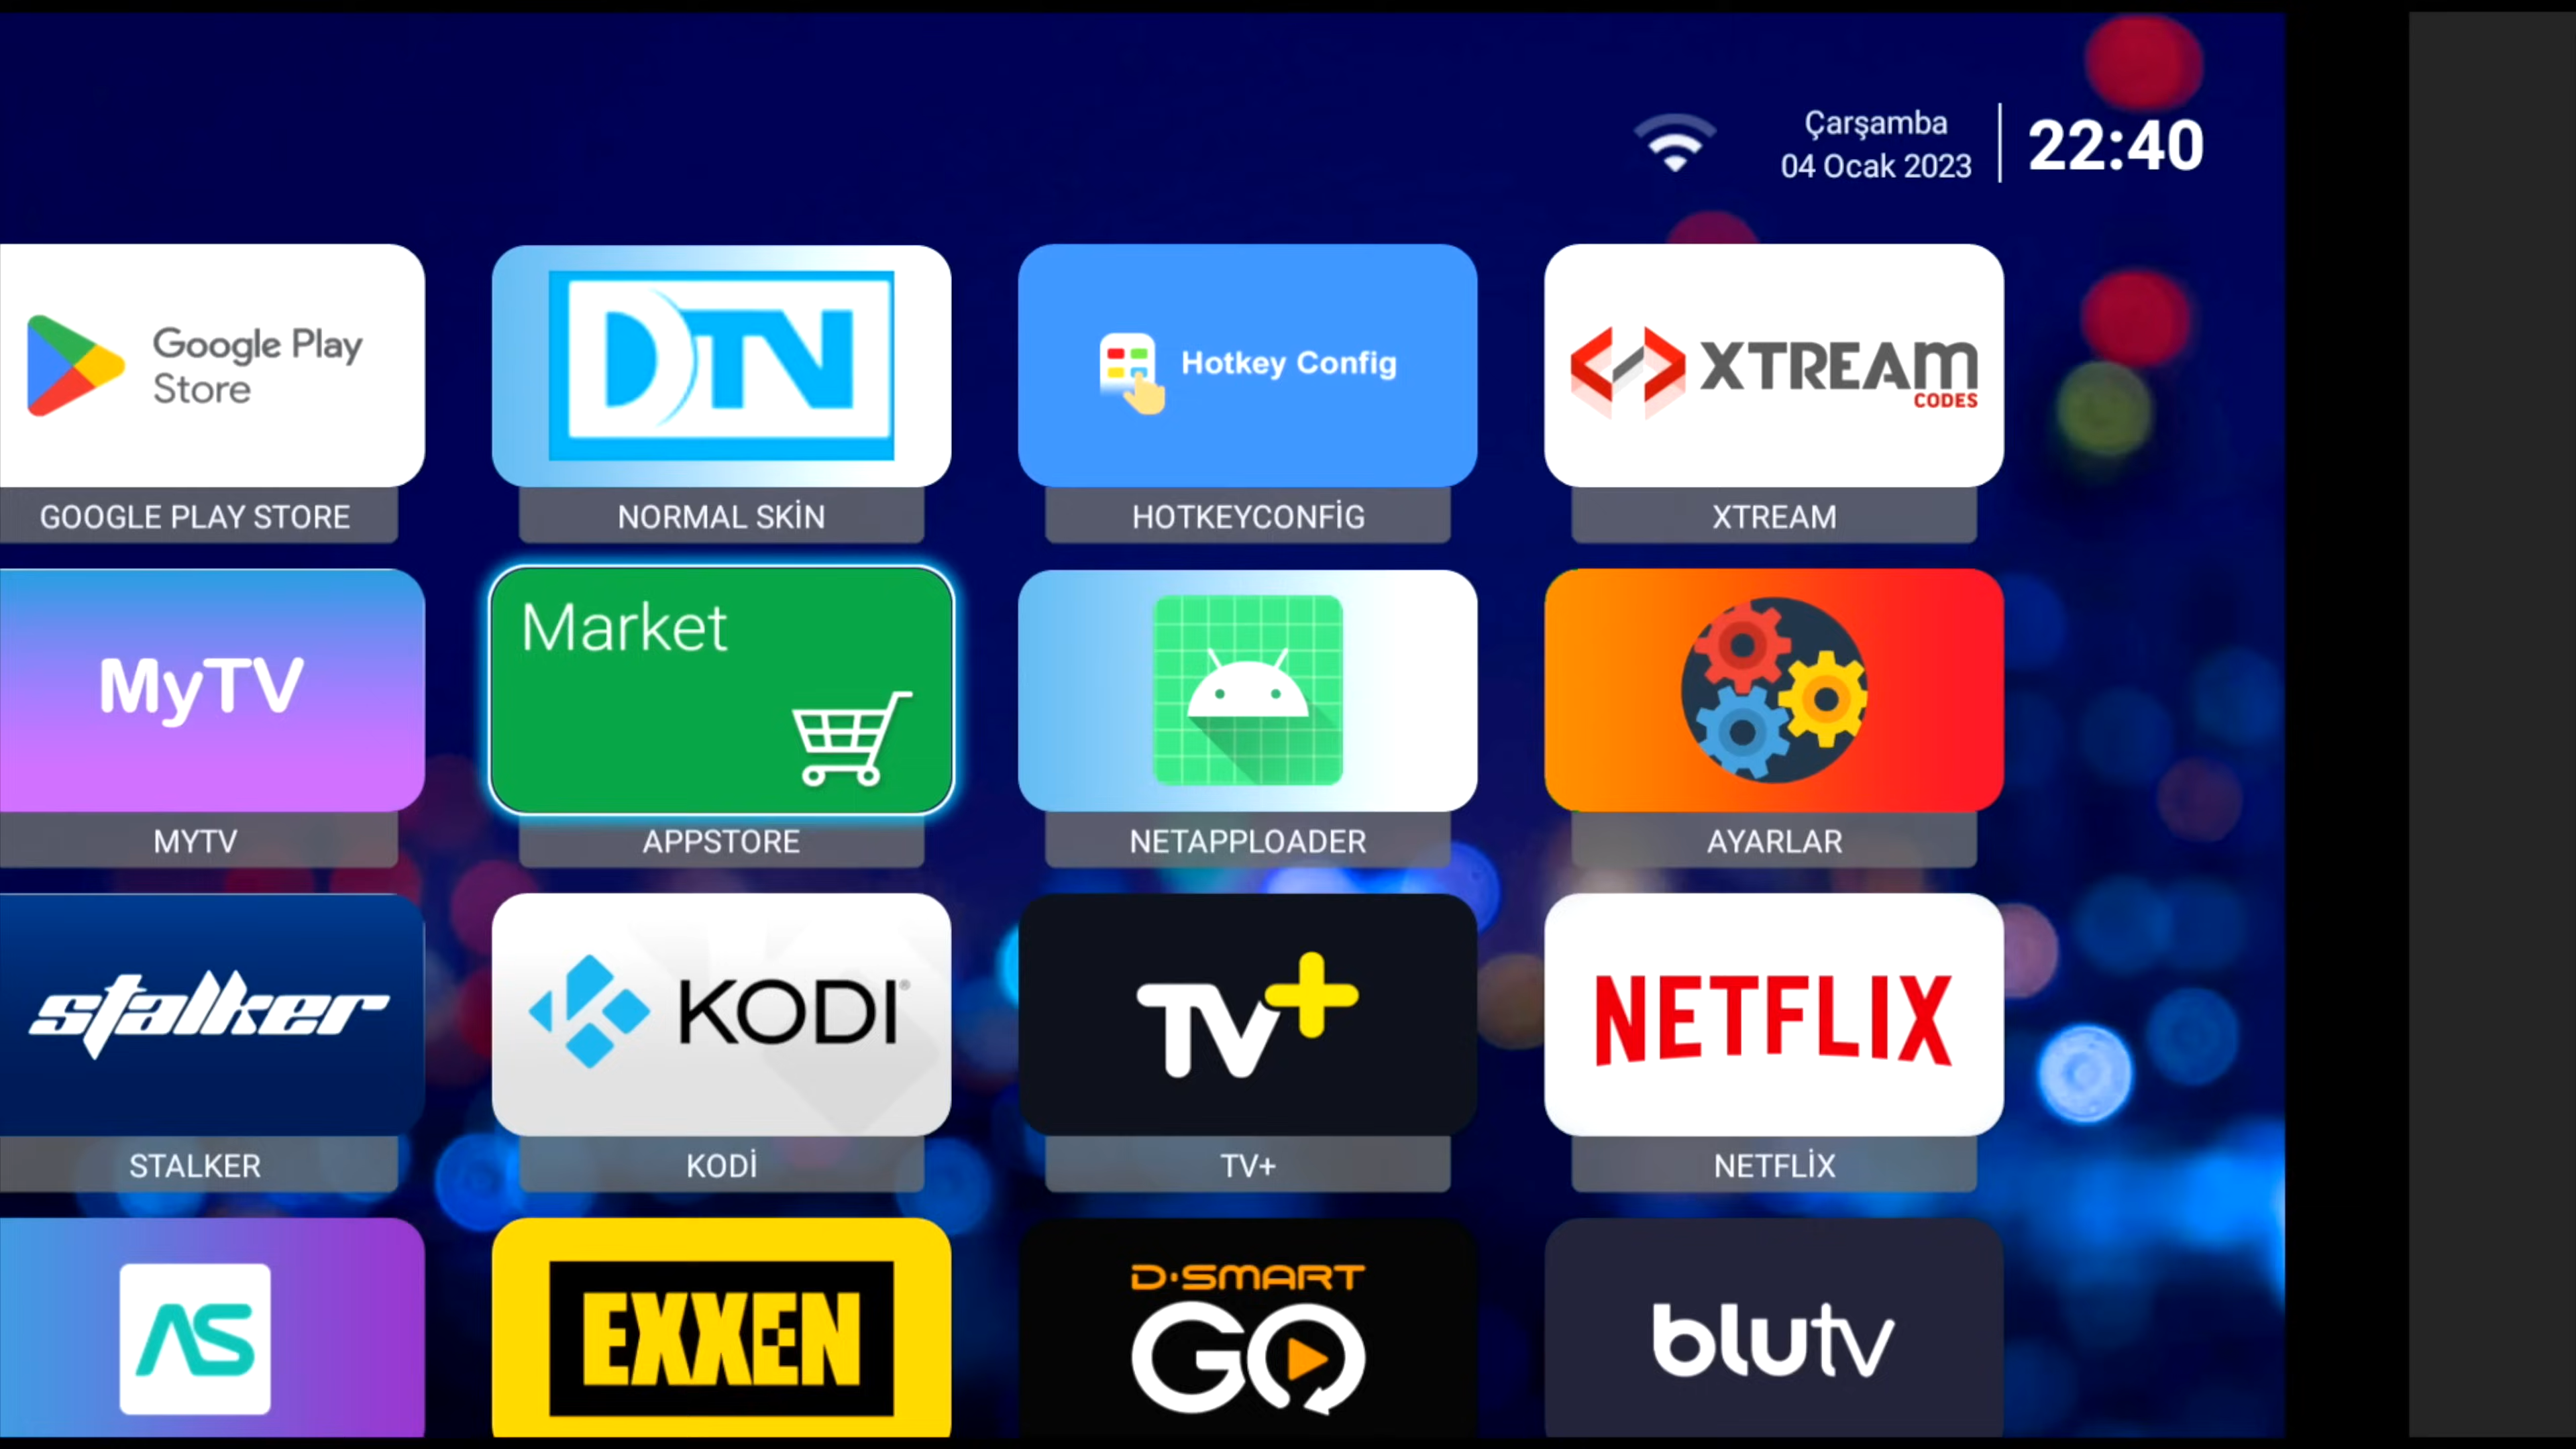 Çarşamba
04 Ocak 2023
22:40
Google Play
Store
DTN
Hotkey Config
XTREAM
CODES
GOOGLE PLAY STORE
NORMAL SKİN
HOTKEYCONFİG
XTREAM
MyTV
Market
MYTV
APPSTORE
NETAPPLOADER
AYARLAR
stalker
KODI®
TV+
NETFLIX
STALKER
KODİ
TV+
NETFLİX
AS
EXXEN
D·SMART
GO
blutv